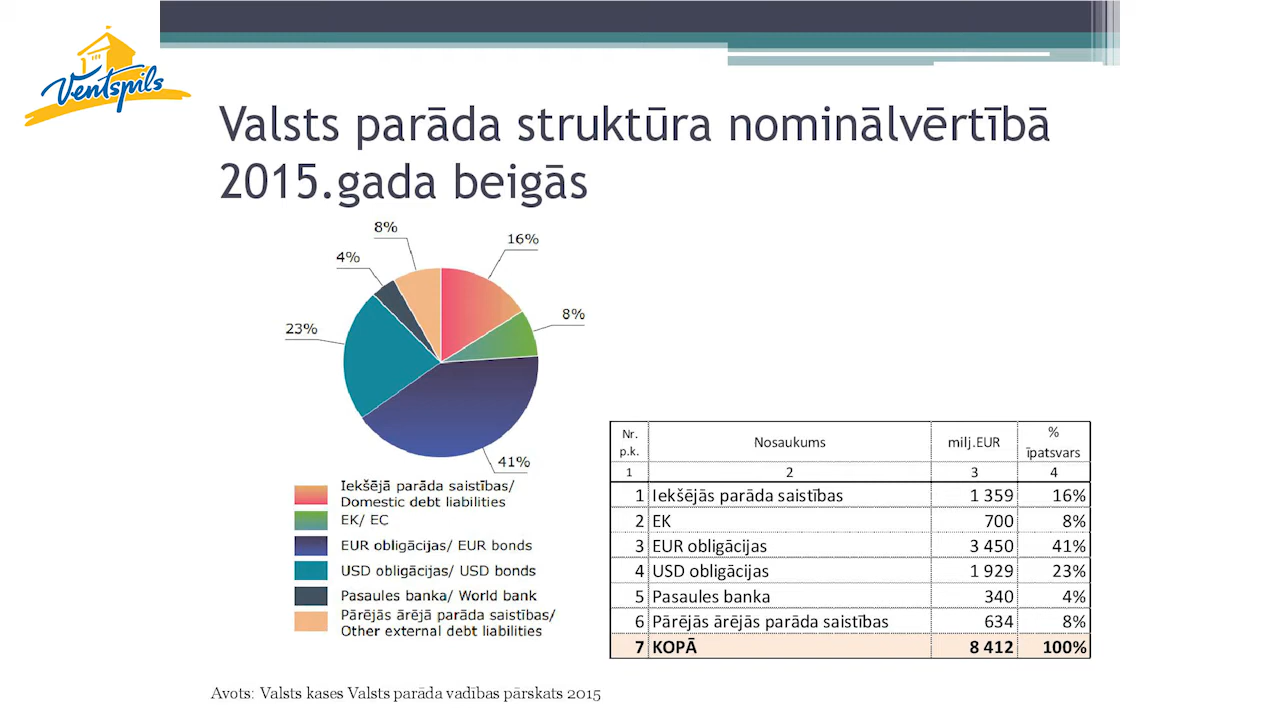 Ventspils
Valsts parāda struktūra nominālvērtībā
2015.gada beigās
8%
16%
4%
8%
23%
41%
Iekšējā parāda saistības/
Domestic debt liabilities
EK/ EC
EUR obligācijas/ EUR bonds
USD obligācijas/ USD bonds
Pasaules banka/ World bank
Pārējās ārējā parāda saistības/
Other external debt liabilities
Nr. p.k. Nosaukums milj.EUR % īpatsvars
1 2 3 4
1 Iekšējās parāda saistības 1 359 16%
2 EK 700 8%
3 EUR obligācijas 3 450 41%
4 USD obligācijas 1 929 23%
5 Pasaules banka 340 4%
6 Pārējās ārējās parāda saistības 634 8%
7 KOPĀ 8 412 100%
Avots: Valsts kases Valsts parāda vadības pārskats 2015